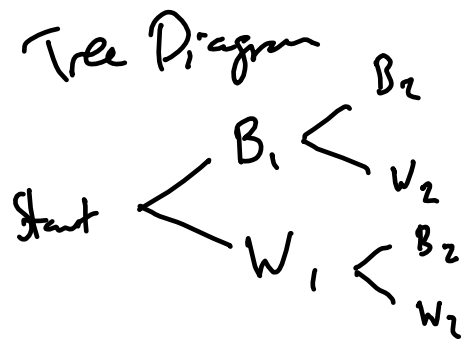 Tree Diagram
B₂
B₁
W₂
Start
B₂
W₁
W₂